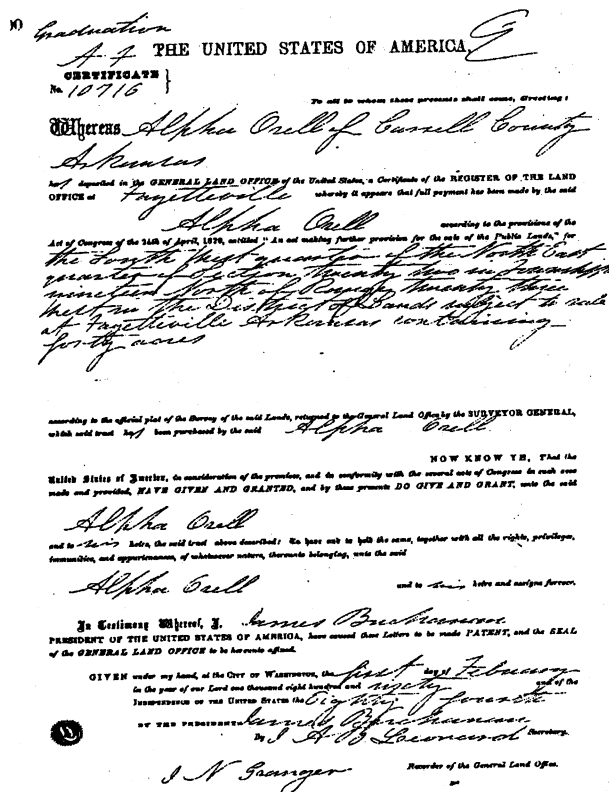 Graduation
THE UNITED STATES OF AMERICA,
CERTIFICATE
No. 10716
To all to whom these presents shall come, Greeting:
Whereas Alpha Orell of Carroll County
Arkansas
has deposited in the GENERAL LAND OFFICE of the United States, a Certificate of the REGISTER OF THE LAND
OFFICE at Fayetteville whereby it appears that full payment has been made by the said
Alpha Orell according to the provisions of the
Act of Congress of the 24th of April, 1820, entitled "An act making further provision for the sale of the Public Lands," for
the South West quarter of the North East
quarter of Section twenty two in Township
nineteen North of Range twenty three
West in the District of Lands subject to sale
at Fayetteville Arkansas containing
forty acres
according to the official plat of the Survey of the said Lands, returned to the General Land Office by the SURVEYOR GENERAL,
which said tract has been purchased by the said Alpha Orell
NOW KNOW YE, That the
United States of America, in consideration of the premises, and in conformity with the several acts of Congress in such case
made and provided, HAVE GIVEN AND GRANTED, and by these presents DO GIVE AND GRANT, unto the said
Alpha Orell
and to his heirs, the said tract above described: To have and to hold the same, together with all the rights, privileges,
immunities, and appurtenances, of whatsoever nature, thereunto belonging, unto the said
Alpha Orell and to his heirs and assigns forever.
In Testimony Whereof, I, James Buchanan
PRESIDENT OF THE UNITED STATES OF AMERICA, have caused these Letters to be made PATENT, and the SEAL
of the GENERAL LAND OFFICE to be hereunto affixed.
GIVEN under my hand, at the CITY OF WASHINGTON, the first day of February
in the year of our Lord one thousand eight hundred and sixty and of the
INDEPENDENCE OF THE UNITED STATES the Eighty fourth
BY THE PRESIDENT: James Buchanan
By J A B Leonard Secretary.
J N Granger Recorder of the General Land Office.